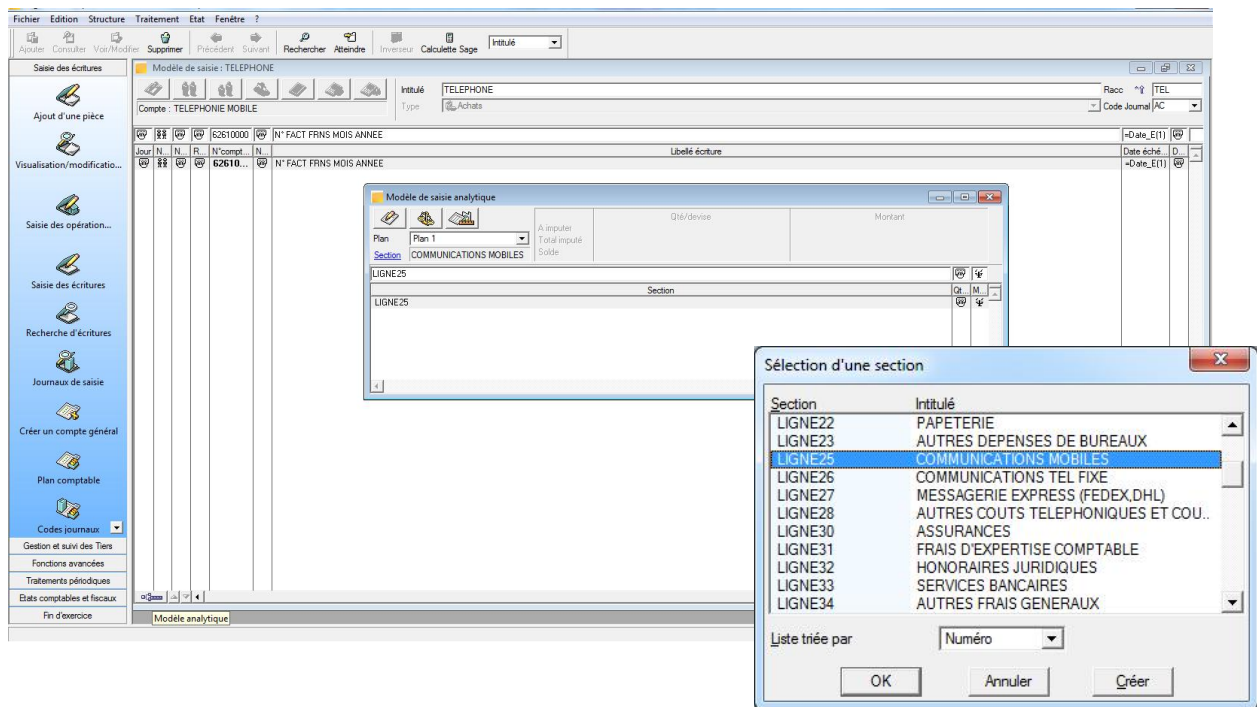 Fichier Edition Structure Traitement Etat Fenêtre ?
Ajouter Consulter Voir/Modifier Supprimer Précédent Suivant Rechercher Atteindre Inverseur Calculette Sage Intitulé
Saisie des écritures
Ajout d'une pièce
Visualisation/modificatio...
Saisie des opération...
Saisie des écritures
Recherche d'écritures
Journaux de saisie
Créer un compte général
Plan comptable
Codes journaux
Gestion et suivi des Tiers
Fonctions avancées
Traitements périodiques
Etats comptables et fiscaux
Fin d'exercice
Modèle de saisie : TELEPHONE
Intitulé TELEPHONE Racc TEL
Compte : TELEPHONIE MOBILE Type Achats Code Journal AC
62610000 N° FACT FRNS MOIS ANNEE =Date_E(1)
Jour N... N... R... N°compt... N... Libellé écriture Date éché... D...
62610... N° FACT FRNS MOIS ANNEE =Date_E(1)
Modèle de saisie analytique
Qté/devise Montant
A imputer
Plan Plan 1 Total imputé
Section COMMUNICATIONS MOBILES Solde
LIGNE25
Section Qt... M...
LIGNE25
Modèle analytique
Sélection d'une section
Section Intitulé
LIGNE22 PAPETERIE
LIGNE23 AUTRES DEPENSES DE BUREAUX
LIGNE25 COMMUNICATIONS MOBILES
LIGNE26 COMMUNICATIONS TEL FIXE
LIGNE27 MESSAGERIE EXPRESS (FEDEX,DHL)
LIGNE28 AUTRES COUTS TELEPHONIQUES ET COU..
LIGNE30 ASSURANCES
LIGNE31 FRAIS D'EXPERTISE COMPTABLE
LIGNE32 HONORAIRES JURIDIQUES
LIGNE33 SERVICES BANCAIRES
LIGNE34 AUTRES FRAIS GENERAUX
Liste triée par Numéro
OK Annuler Créer